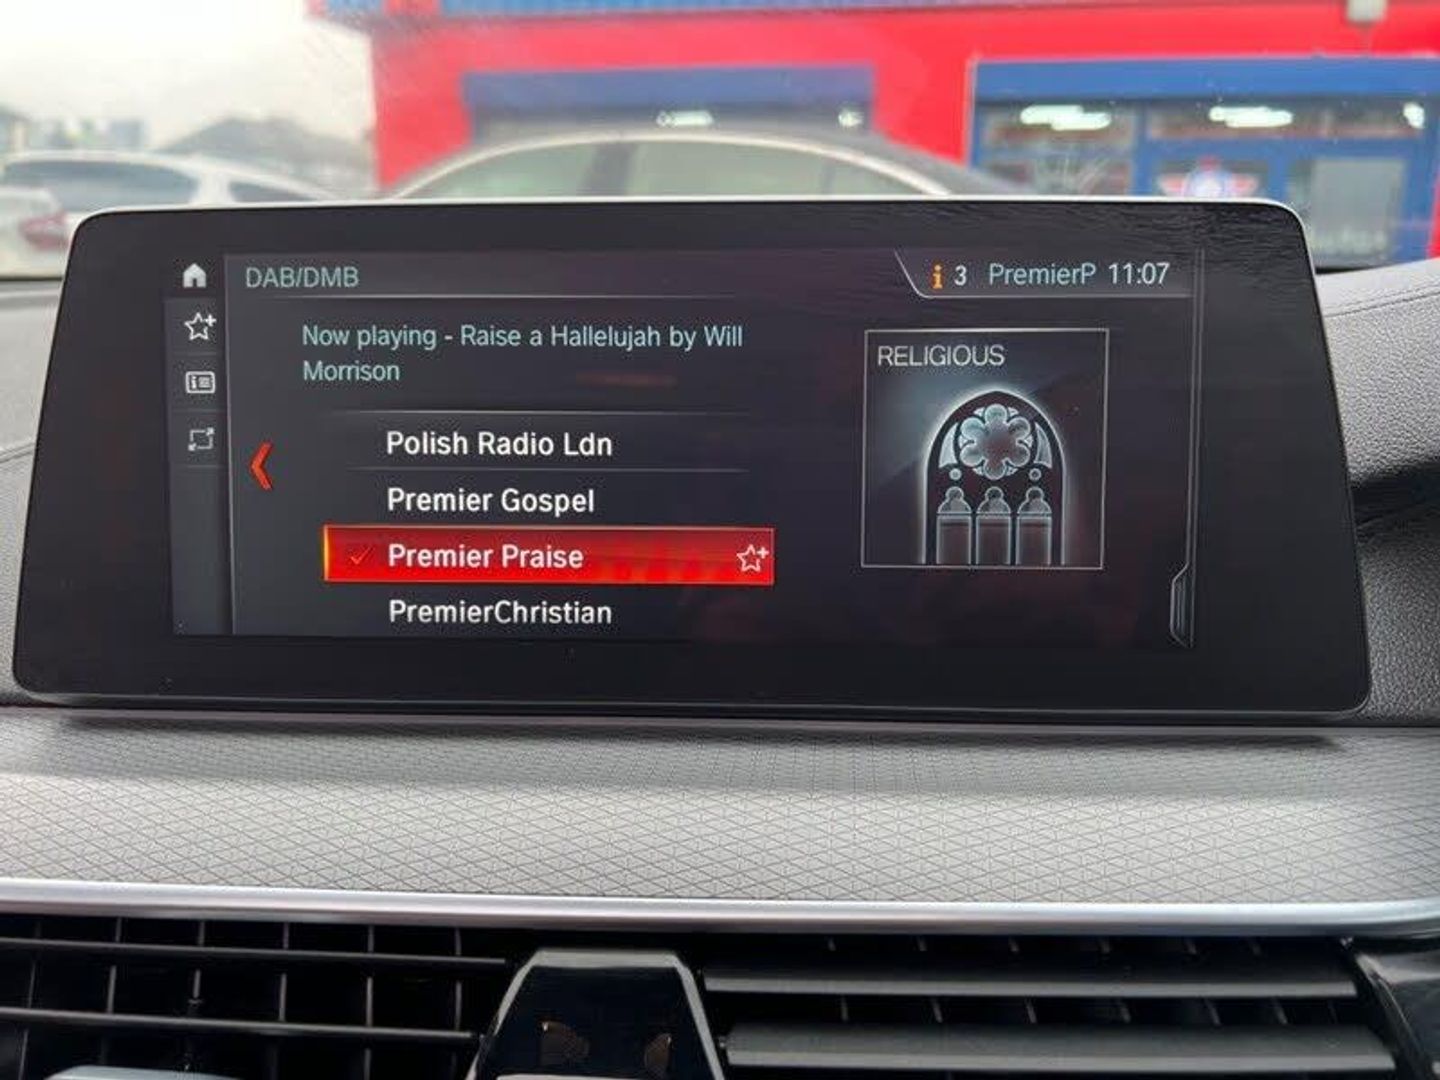 DAB/DMB
3 PremierP 11:07
Now playing - Raise a Hallelujah by Will
Morrison
RELIGIOUS
Polish Radio Ldn
Premier Gospel
Premier Praise
PremierChristian